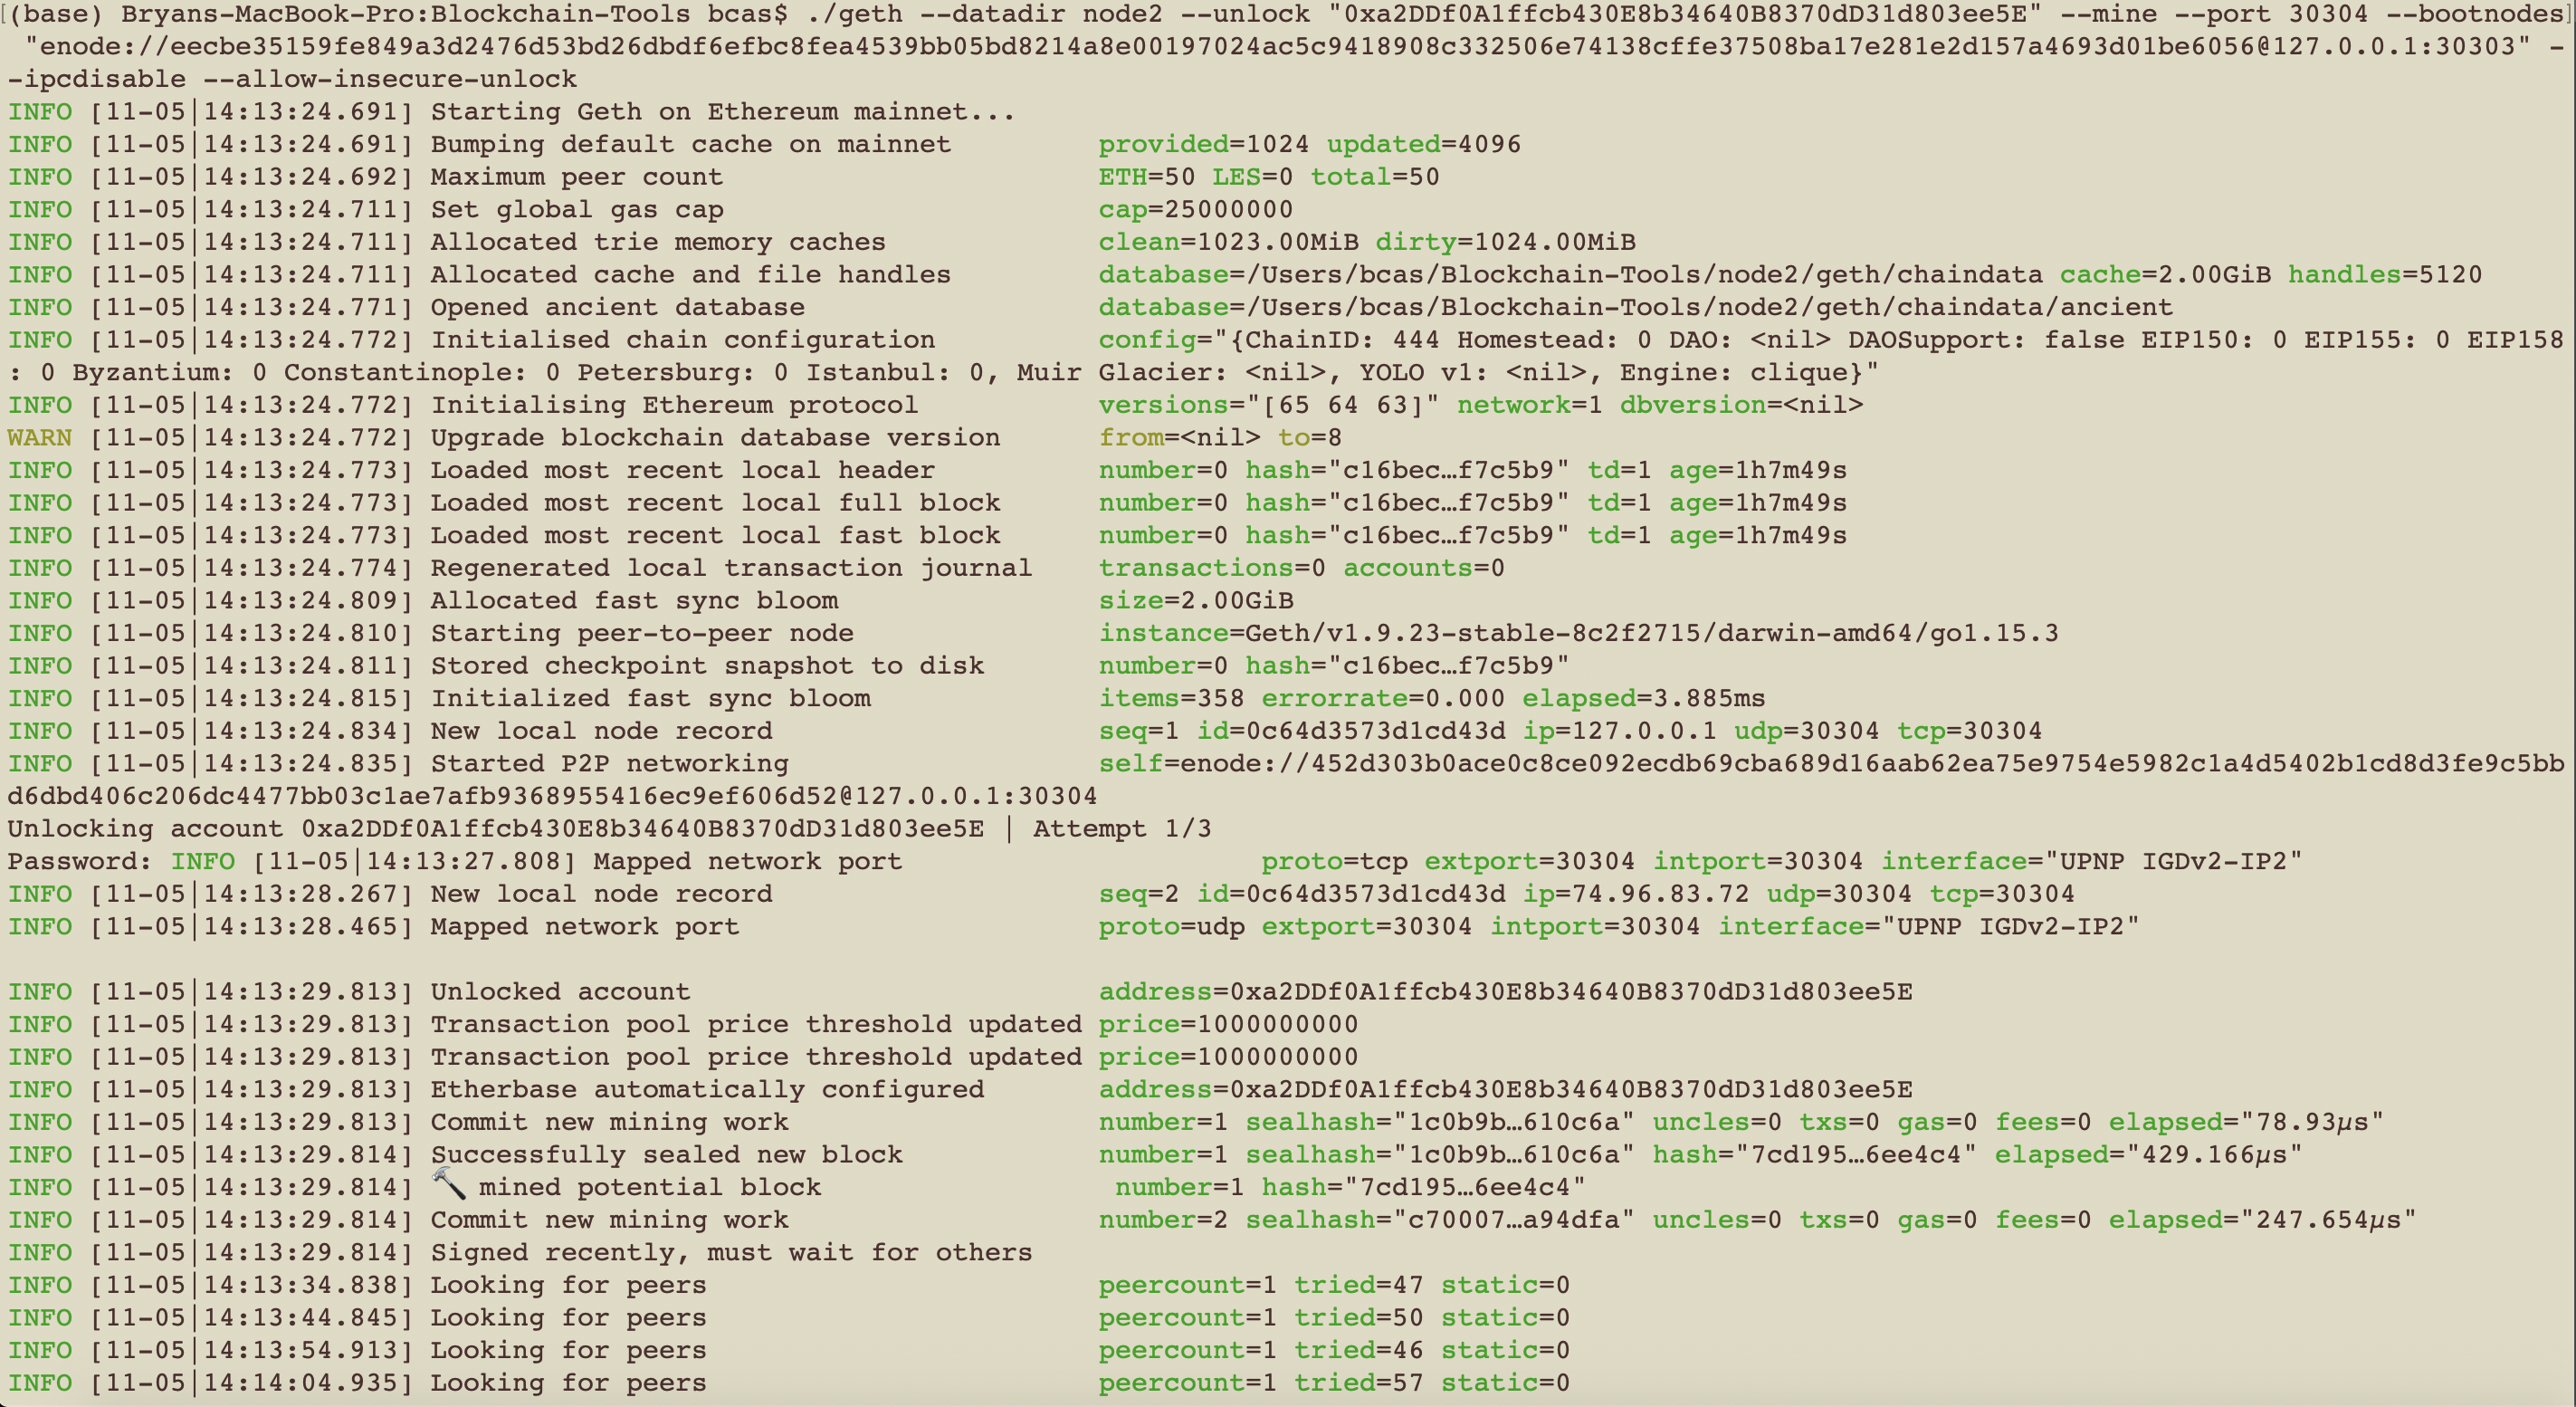 (base) Bryans-MacBook-Pro:Blockchain-Tools bcas$ ./geth --datadir node2 --unlock "0xa2DDf0A1ffcb430E8b34640B8370dD31d803ee5E" --mine --port 30304 --bootnodes
"enode://eecbe35159fe849a3d2476d53bd26dbdf6efbc8fea4539bb05bd8214a8e00197024ac5c9418908c332506e74138cffe37508ba17e281e2d157a4693d01be6056@127.0.0.1:30303" -
-ipcdisable --allow-insecure-unlock
INFO [11-05|14:13:24.691] Starting Geth on Ethereum mainnet...
INFO [11-05|14:13:24.691] Bumping default cache on mainnet provided=1024 updated=4096
INFO [11-05|14:13:24.692] Maximum peer count ETH=50 LES=0 total=50
INFO [11-05|14:13:24.711] Set global gas cap cap=25000000
INFO [11-05|14:13:24.711] Allocated trie memory caches clean=1023.00MiB dirty=1024.00MiB
INFO [11-05|14:13:24.711] Allocated cache and file handles database=/Users/bcas/Blockchain-Tools/node2/geth/chaindata cache=2.00GiB handles=5120
INFO [11-05|14:13:24.771] Opened ancient database database=/Users/bcas/Blockchain-Tools/node2/geth/chaindata/ancient
INFO [11-05|14:13:24.772] Initialised chain configuration config="{ChainID: 444 Homestead: 0 DAO: <nil> DAOSupport: false EIP150: 0 EIP155: 0 EIP158
: 0 Byzantium: 0 Constantinople: 0 Petersburg: 0 Istanbul: 0, Muir Glacier: <nil>, YOLO v1: <nil>, Engine: clique}"
INFO [11-05|14:13:24.772] Initialising Ethereum protocol versions="[65 64 63]" network=1 dbversion=<nil>
WARN [11-05|14:13:24.772] Upgrade blockchain database version from=<nil> to=8
INFO [11-05|14:13:24.773] Loaded most recent local header number=0 hash="c16bec…f7c5b9" td=1 age=1h7m49s
INFO [11-05|14:13:24.773] Loaded most recent local full block number=0 hash="c16bec…f7c5b9" td=1 age=1h7m49s
INFO [11-05|14:13:24.773] Loaded most recent local fast block number=0 hash="c16bec…f7c5b9" td=1 age=1h7m49s
INFO [11-05|14:13:24.774] Regenerated local transaction journal transactions=0 accounts=0
INFO [11-05|14:13:24.809] Allocated fast sync bloom size=2.00GiB
INFO [11-05|14:13:24.810] Starting peer-to-peer node instance=Geth/v1.9.23-stable-8c2f2715/darwin-amd64/go1.15.3
INFO [11-05|14:13:24.811] Stored checkpoint snapshot to disk number=0 hash="c16bec…f7c5b9"
INFO [11-05|14:13:24.815] Initialized fast sync bloom items=358 errorrate=0.000 elapsed=3.885ms
INFO [11-05|14:13:24.834] New local node record seq=1 id=0c64d3573d1cd43d ip=127.0.0.1 udp=30304 tcp=30304
INFO [11-05|14:13:24.835] Started P2P networking self=enode://452d303b0ace0c8ce092ecdb69cba689d16aab62ea75e9754e5982c1a4d5402b1cd8d3fe9c5bb
d6dbd406c206dc4477bb03c1ae7afb9368955416ec9ef606d52@127.0.0.1:30304
Unlocking account 0xa2DDf0A1ffcb430E8b34640B8370dD31d803ee5E | Attempt 1/3
Password: INFO [11-05|14:13:27.808] Mapped network port proto=tcp extport=30304 intport=30304 interface="UPNP IGDv2-IP2"
INFO [11-05|14:13:28.267] New local node record seq=2 id=0c64d3573d1cd43d ip=74.96.83.72 udp=30304 tcp=30304
INFO [11-05|14:13:28.465] Mapped network port proto=udp extport=30304 intport=30304 interface="UPNP IGDv2-IP2"
INFO [11-05|14:13:29.813] Unlocked account address=0xa2DDf0A1ffcb430E8b34640B8370dD31d803ee5E
INFO [11-05|14:13:29.813] Transaction pool price threshold updated price=1000000000
INFO [11-05|14:13:29.813] Transaction pool price threshold updated price=1000000000
INFO [11-05|14:13:29.813] Etherbase automatically configured address=0xa2DDf0A1ffcb430E8b34640B8370dD31d803ee5E
INFO [11-05|14:13:29.813] Commit new mining work number=1 sealhash="1c0b9b…610c6a" uncles=0 txs=0 gas=0 fees=0 elapsed="78.93µs"
INFO [11-05|14:13:29.814] Successfully sealed new block number=1 sealhash="1c0b9b…610c6a" hash="7cd195…6ee4c4" elapsed="429.166µs"
INFO [11-05|14:13:29.814] 🔨 mined potential block number=1 hash="7cd195…6ee4c4"
INFO [11-05|14:13:29.814] Commit new mining work number=2 sealhash="c70007…a94dfa" uncles=0 txs=0 gas=0 fees=0 elapsed="247.654µs"
INFO [11-05|14:13:29.814] Signed recently, must wait for others
INFO [11-05|14:13:34.838] Looking for peers peercount=1 tried=47 static=0
INFO [11-05|14:13:44.845] Looking for peers peercount=1 tried=50 static=0
INFO [11-05|14:13:54.913] Looking for peers peercount=1 tried=46 static=0
INFO [11-05|14:14:04.935] Looking for peers peercount=1 tried=57 static=0